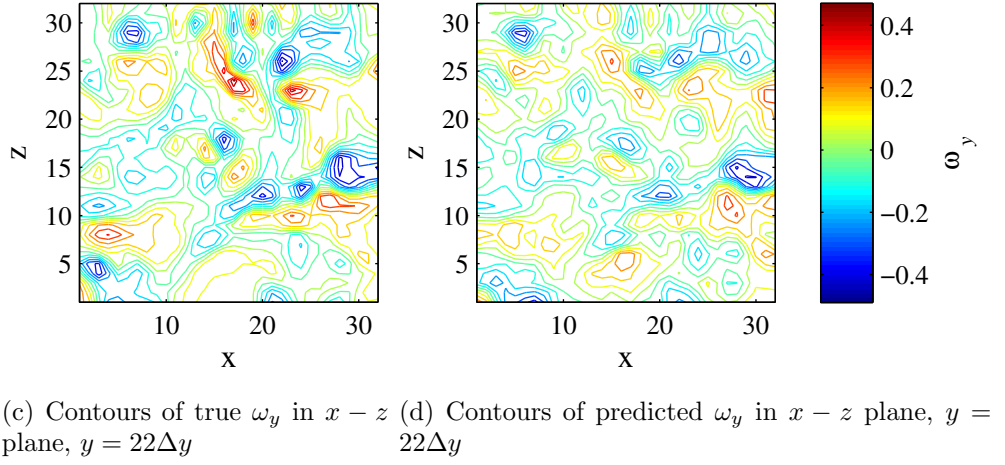 30
25
20
15
10
5
z
10 20 30
x
30
25
20
15
10
5
z
10 20 30
x
0.4
0.2
0
−0.2
−0.4
ω_y
(c) Contours of true ω_y in x − z
plane, y = 22Δy
(d) Contours of predicted ω_y in x − z plane, y =
22Δy